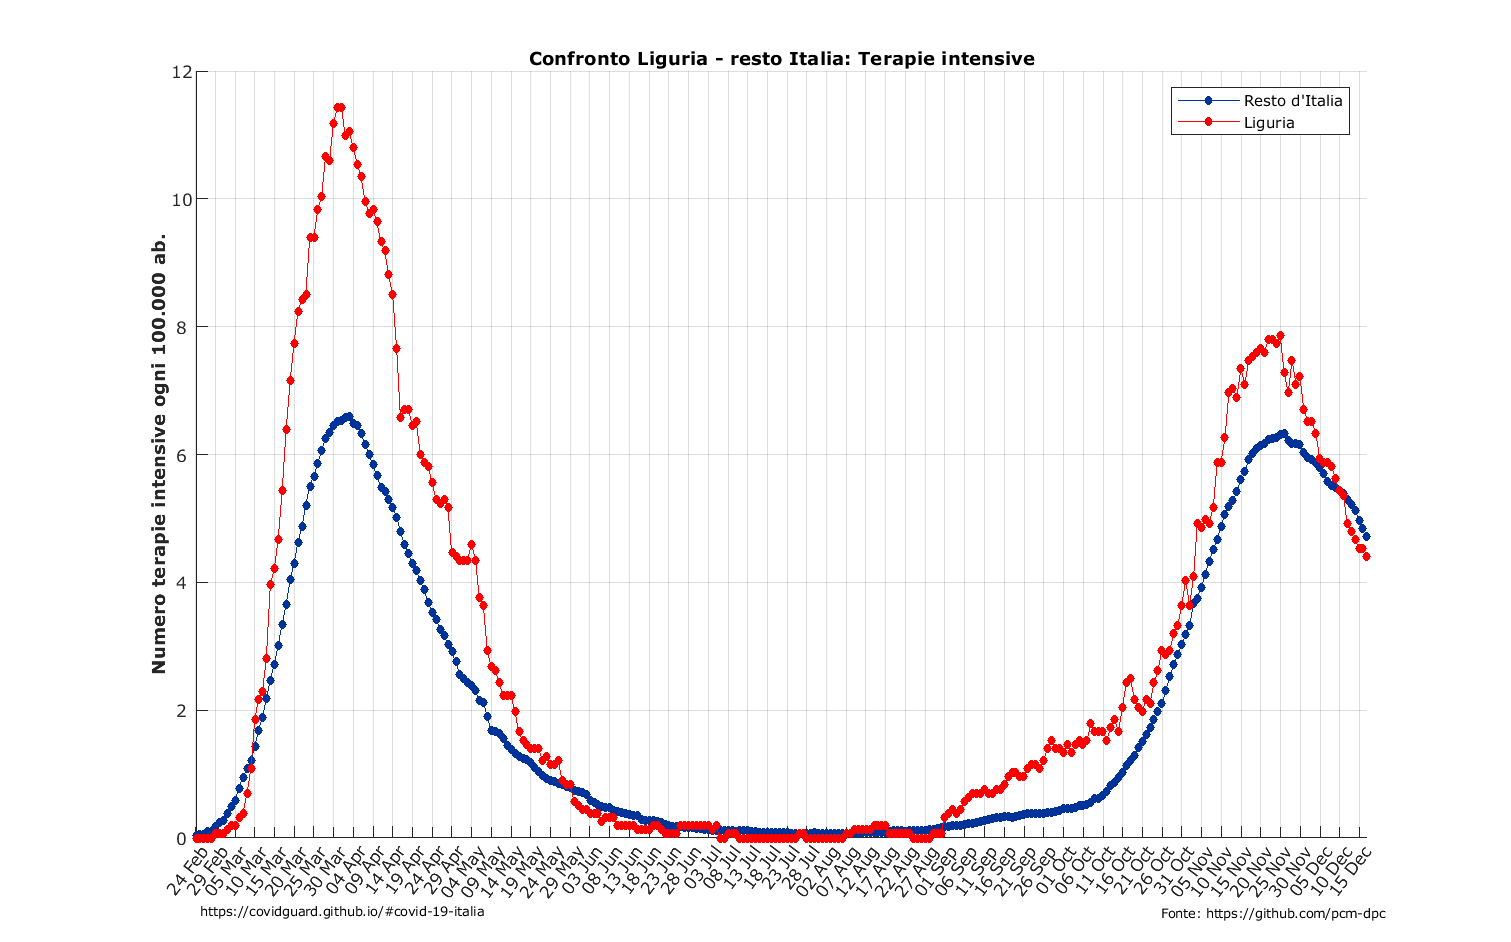 Confronto Liguria - resto Italia: Terapie intensive
Numero terapie intensive ogni 100.000 ab.
12
10
8
6
4
2
0
Resto d'Italia
Liguria
24 Feb
29 Feb
05 Mar
10 Mar
15 Mar
20 Mar
25 Mar
30 Mar
04 Apr
09 Apr
14 Apr
19 Apr
24 Apr
29 Apr
04 May
09 May
14 May
19 May
24 May
29 May
03 Jun
08 Jun
13 Jun
18 Jun
23 Jun
28 Jun
03 Jul
08 Jul
13 Jul
18 Jul
23 Jul
28 Jul
02 Aug
07 Aug
12 Aug
17 Aug
22 Aug
27 Aug
01 Sep
06 Sep
11 Sep
16 Sep
21 Sep
26 Sep
01 Oct
06 Oct
11 Oct
16 Oct
21 Oct
26 Oct
31 Oct
05 Nov
10 Nov
15 Nov
20 Nov
25 Nov
30 Nov
05 Dec
10 Dec
15 Dec
https://covidguard.github.io/#covid-19-italia
Fonte: https://github.com/pcm-dpc